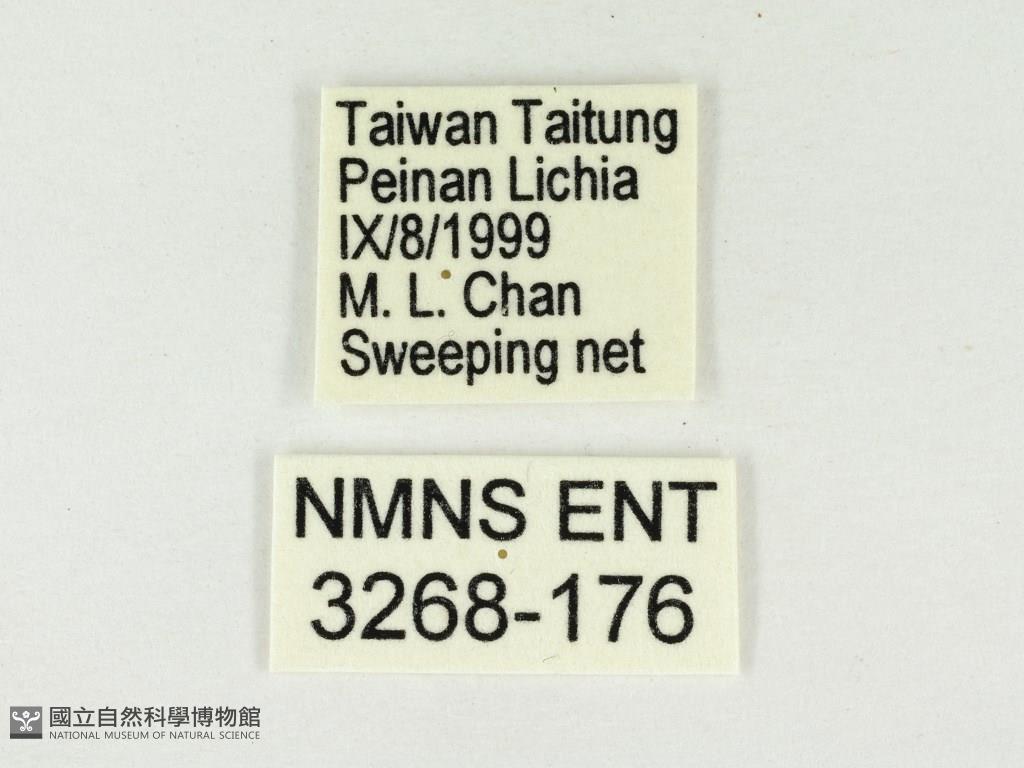 Taiwan Taitung
Peinan Lichia
IX/8/1999
M. L. Chan
Sweeping net
NMNS ENT
3268-176
國立自然科學博物館
NATIONAL MUSEUM OF NATURAL SCIENCE